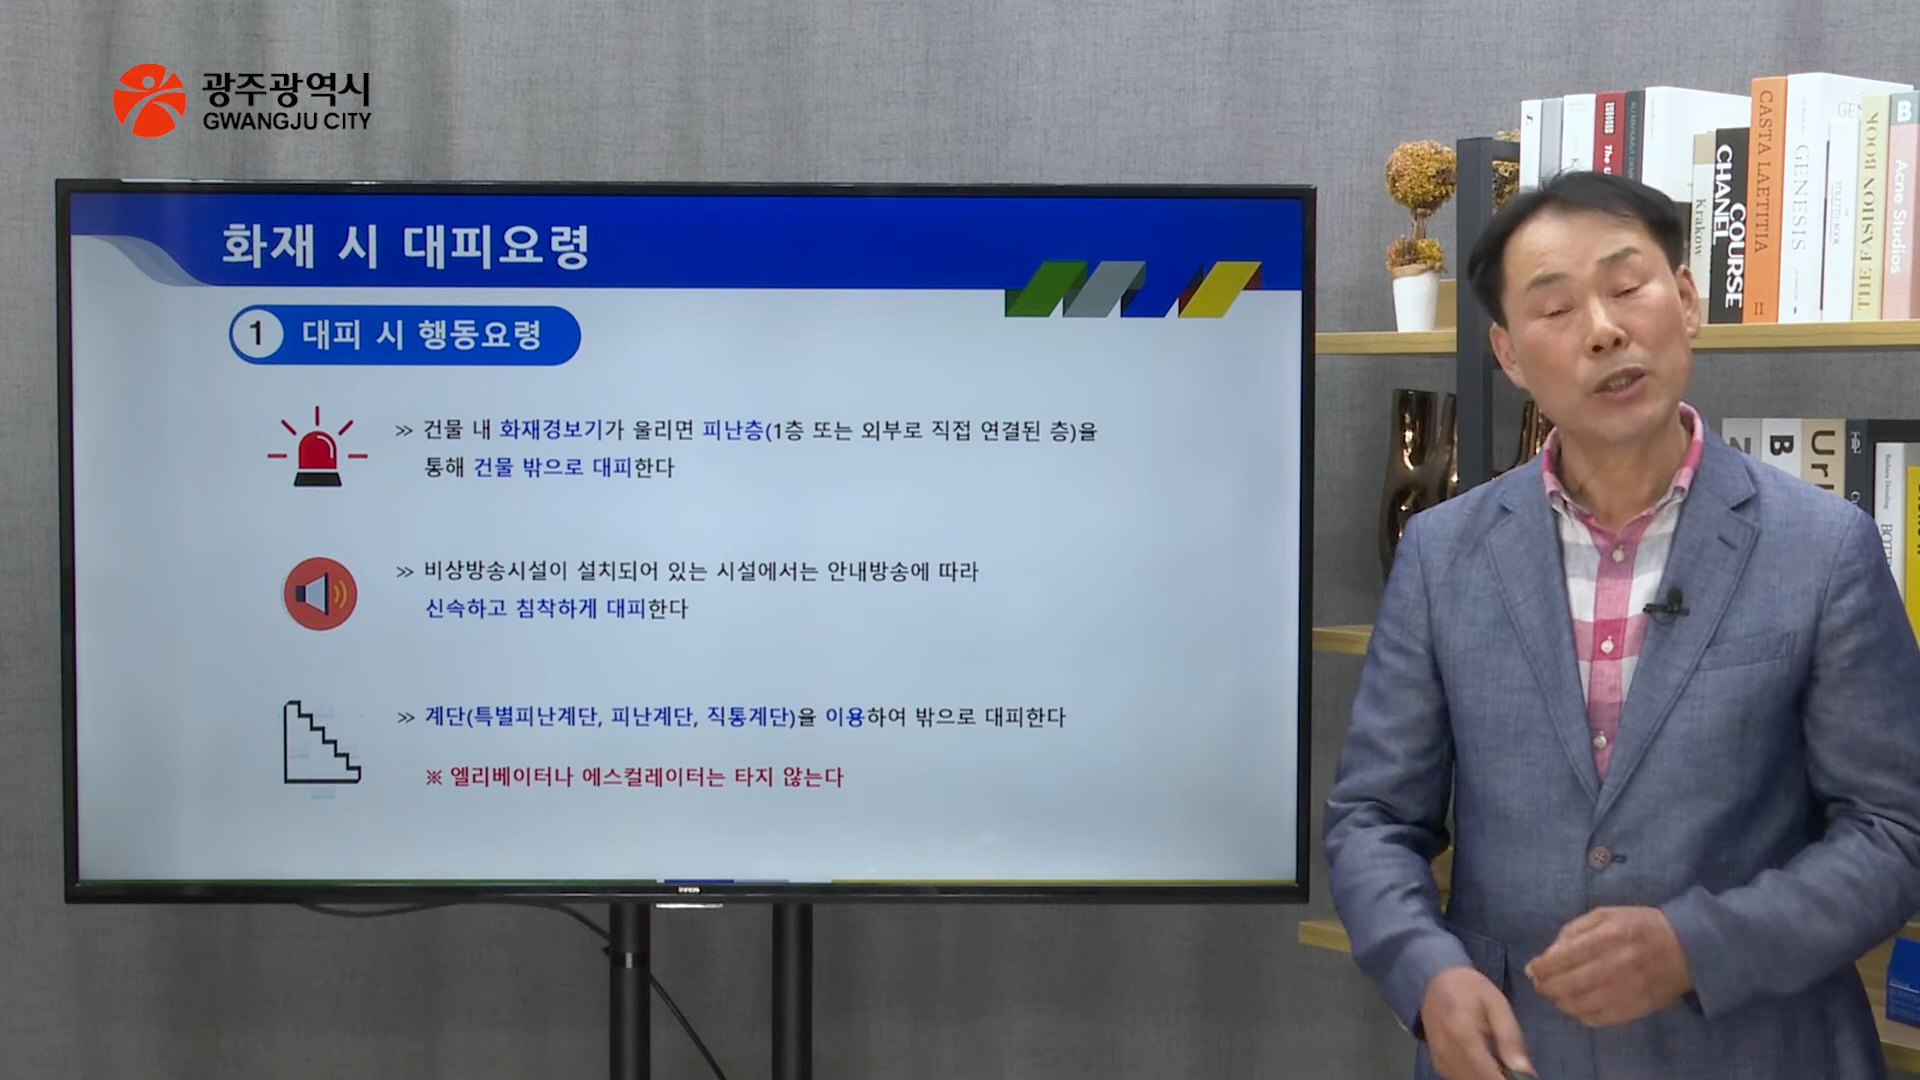 광주광역시
GWANGJU CITY
화재 시 대피요령
1 대피 시 행동요령
» 건물 내 화재경보기가 울리면 피난층(1층 또는 외부로 직접 연결된 층)을
통해 건물 밖으로 대피한다
» 비상방송시설이 설치되어 있는 시설에서는 안내방송에 따라
신속하고 침착하게 대피한다
» 계단(특별피난계단, 피난계단, 직통계단)을 이용하여 밖으로 대피한다
※ 엘리베이터나 에스컬레이터는 타지 않는다
The
Krakow
COURSE
CHANEL
CASTA LAETITIA
II
GENESIS
THE FASHION BOOK
B
Acne Studios
Z
B